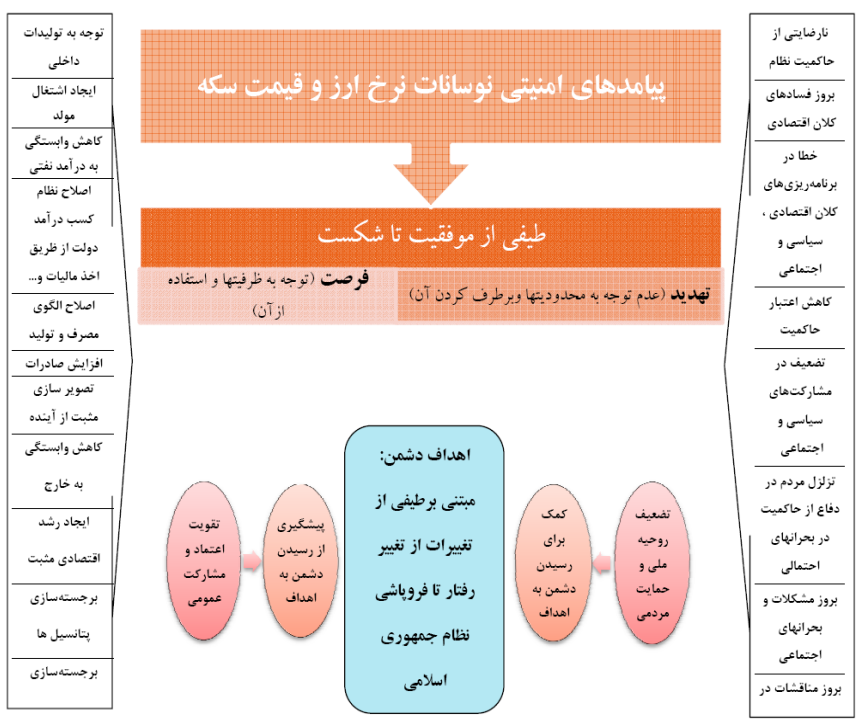 پیامدهای امنیتی نوسانات نرخ ارز و قیمت سکه
طیفی از موفقیت تا شکست
تهدید (عدم توجه به محدودیتها وبرطرف کردن آن)
فرصت (توجه به ظرفیتها و استفاده
از آن)
نارضایتی از
حاکمیت نظام
بروز فسادهای
کلان اقتصادی
خطا در
برنامه‌ریزی‌های
کلان اقتصادی ،
سیاسی و
اجتماعی
کاهش اعتبار
حاکمیت
تضعیف در
مشارکت‌های
سیاسی و
اجتماعی
تزلزل مردم در
دفاع از حاکمیت
در بحرانهای
احتمالی
بروز مشکلات و
بحرانهای
اجتماعی
بروز مناقشات در
تضعیف
روحیه
ملی و
حمایت
مردمی
کمک
برای
رسیدن
دشمن به
اهداف
اهداف دشمن:
مبتنی برطیفی از
تغییرات از تغییر
رفتار تا فروپاشی
نظام جمهوری
اسلامی
پیشگیری
از رسیدن
دشمن به
اهداف
تقویت
اعتماد و
مشارکت
عمومی
توجه به تولیدات
داخلی
ایجاد اشتغال
مولد
کاهش وابستگی
به درآمد نفتی
اصلاح نظام
کسب درآمد
دولت از ظریق
اخذ مالیات و...
اصلاح الگوی
مصرف و تولید
افزایش صادرات
تصویر سازی
مثبت از آینده
کاهش وابستگی
به خارج
ایجاد رشد
اقتصادی مثبت
برجسته‌سازی
پتانسیل ها
برجسته‌سازی